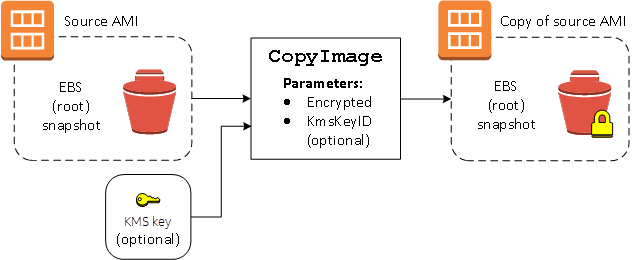 Source AMI
EBS
(root)
snapshot
KMS key
(optional)
CopyImage
Parameters:
● Encrypted
● KmsKeyID
(optional)
Copy of source AMI
EBS
(root)
snapshot